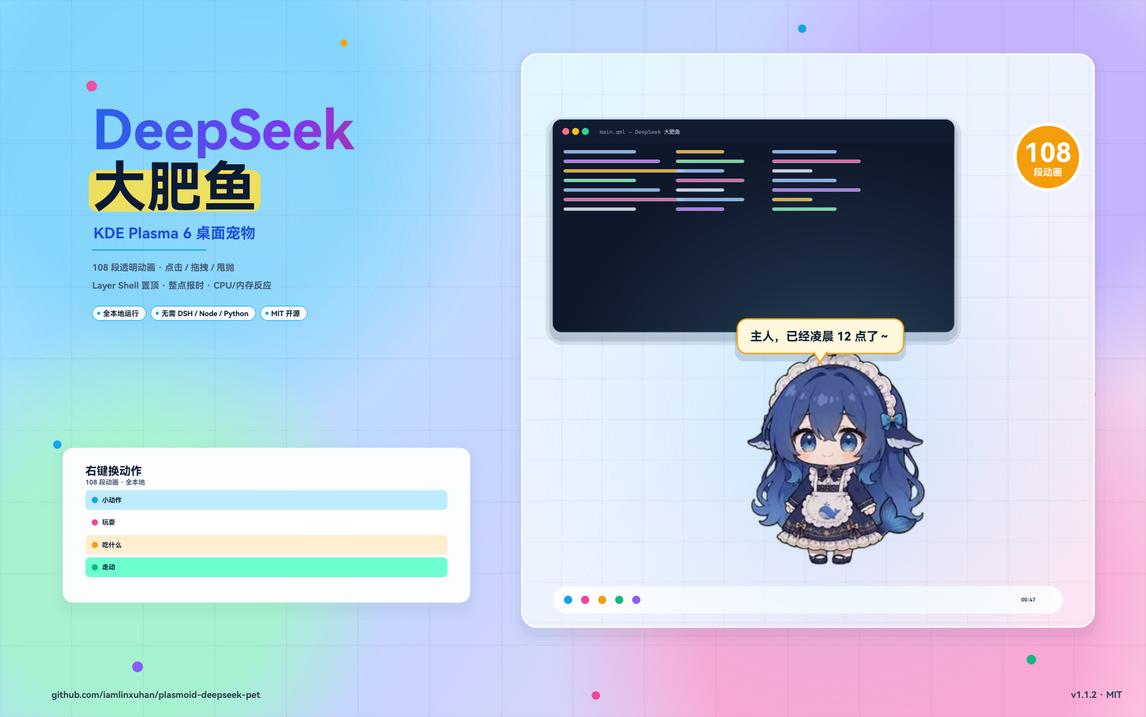 DeepSeek
大肥鱼
KDE Plasma 6 桌面宠物
108 段透明动画 · 点击 / 拖拽 / 甩抛
Layer Shell 置顶 · 整点报时 · CPU/内存反应
全本地运行
无需 DSH / Node / Python
MIT 开源
右键换动作
108 段动画 · 全本地
小动作
玩耍
吃什么
走动
main.qml — DeepSeek 大肥鱼
108
段动画
主人，已经凌晨 12 点了 ~
00:47
github.com/iamlinxuhan/plasmoid-deepseek-pet
v1.1.2 · MIT